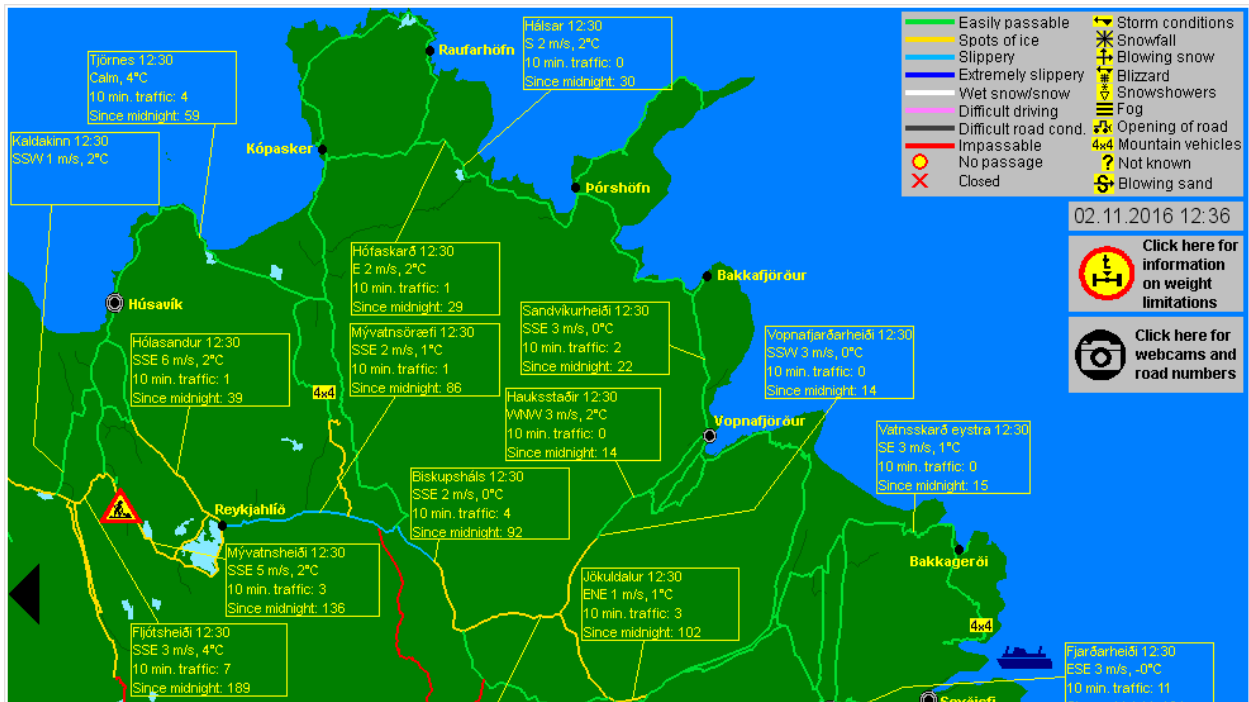 Hálsar 12:30
S 2 m/s, 2°C
10 min. traffic: 0
Since midnight: 30
Raufarhöfn
Tjörnes 12:30
Calm, 4°C
10 min. traffic: 4
Since midnight: 59
Kaldakinn 12:30
SSW 1 m/s, 2°C
Kópasker
Þórshöfn
Easily passable
Spots of ice
Slippery
Extremely slippery
Wet snow/snow
Difficult driving
Difficult road cond.
Impassable
No passage
Closed
Storm conditions
Snowfall
Blowing snow
Blizzard
Snowshowers
Fog
Opening of road
4x4 Mountain vehicles
? Not known
S Blowing sand
02.11.2016 12:36
t
Click here for
information
on weight
limitations
Click here for
webcams and
road numbers
Hófaskarð 12:30
E 2 m/s, 2°C
10 min. traffic: 1
Since midnight: 29
Bakkafjörður
Húsavík
Sandvíkurheiði 12:30
SSE 3 m/s, 0°C
10 min. traffic: 2
Since midnight: 22
Mývatnsöræfi 12:30
SSE 2 m/s, 1°C
10 min. traffic: 1
Since midnight: 86
Vopnafjarðarheiði 12:30
SSW 3 m/s, 0°C
10 min. traffic: 0
Since midnight: 14
Hólasandur 12:30
SSE 6 m/s, 2°C
10 min. traffic: 1
Since midnight: 39
4x4
Hauksstaðir 12:30
WNW 3 m/s, 2°C
10 min. traffic: 0
Since midnight: 14
Vopnafjörður
Vatnsskarð eystra 12:30
SE 3 m/s, 1°C
10 min. traffic: 0
Since midnight: 15
Biskupsháls 12:30
SSE 2 m/s, 0°C
10 min. traffic: 4
Since midnight: 92
Reykjahlíð
Mývatnsheiði 12:30
SSE 5 m/s, 2°C
10 min. traffic: 3
Since midnight: 136
Bakkagerði
Jökuldalur 12:30
ENE 1 m/s, 1°C
10 min. traffic: 3
Since midnight: 102
4x4
Fljótsheiði 12:30
SSE 3 m/s, 4°C
10 min. traffic: 7
Since midnight: 189
Fjarðarheiði 12:30
ESE 3 m/s, -0°C
10 min. traffic: 11